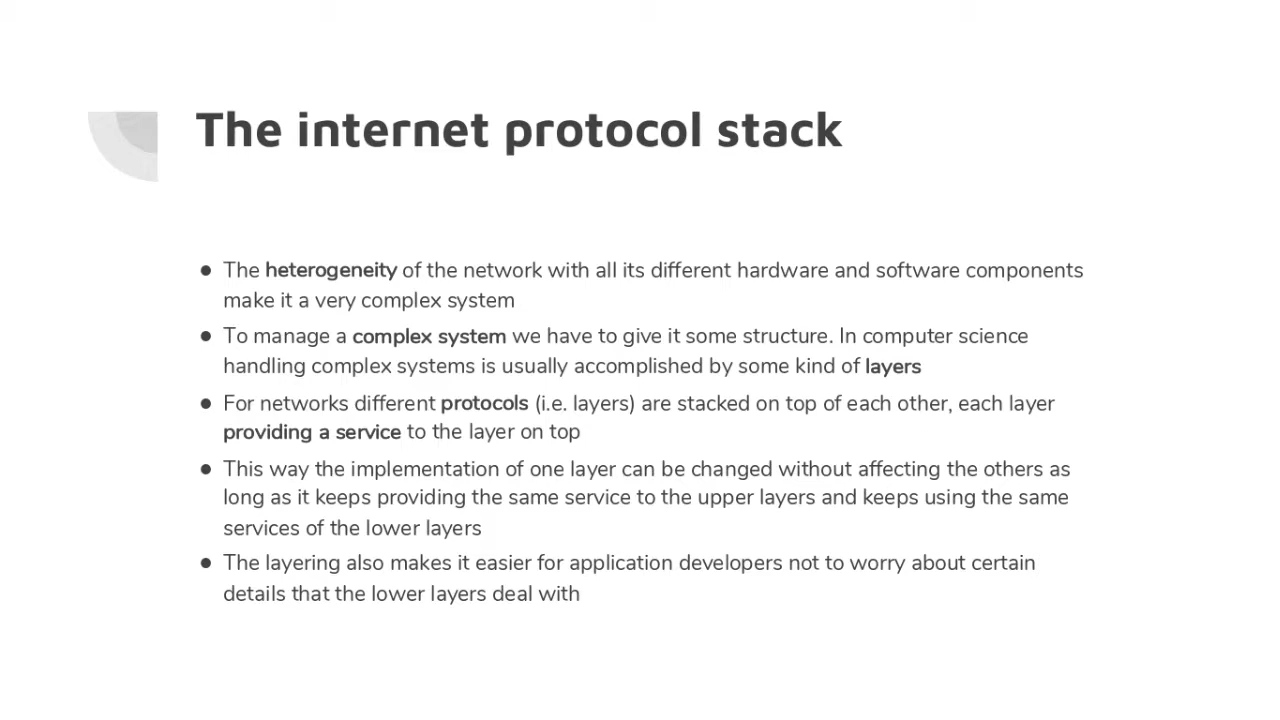 The internet protocol stack
● The heterogeneity of the network with all its different hardware and software components
make it a very complex system
● To manage a complex system we have to give it some structure. In computer science
handling complex systems is usually accomplished by some kind of layers
● For networks different protocols (i.e. layers) are stacked on top of each other, each layer
providing a service to the layer on top
● This way the implementation of one layer can be changed without affecting the others as
long as it keeps providing the same service to the upper layers and keeps using the same
services of the lower layers
● The layering also makes it easier for application developers not to worry about certain
details that the lower layers deal with